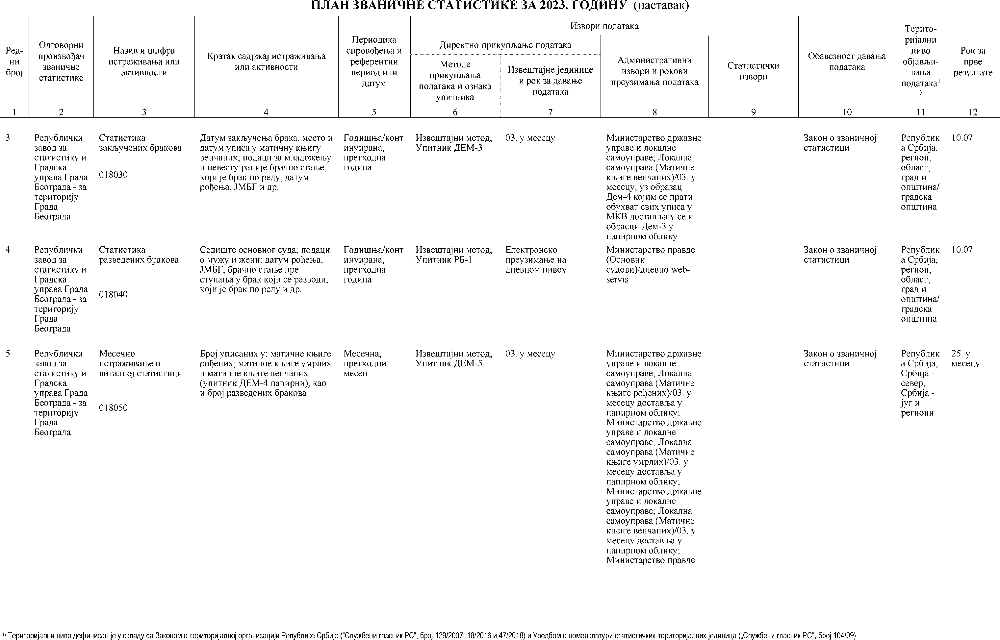 ПЛАН ЗВАНИЧНЕ СТАТИСТИКЕ ЗА 2023. ГОДИНУ (наставак)
Ред-
ни
број
Одговорни
произвођач
званичне
статистике
Назив и шифра
истраживања или
активности
Кратак садржај истраживања
или активности
Периодика
спровођења и
референтни
период или
датум
Извори података
Директно прикупљање података
Методе
прикупљања
података и ознака
упитника
Извештајне јединице
и рок за давање
података
Административни
извори и рокови
преузимања података
Статистички
извори
Обавезност давања
података
Терито-
ријални
ниво
објављи-
вања
података1
)
Рок за
прве
резултате
1 2 3 4 5 6 7 8 9 10 11 12
3
Републички
завод за
статистику и
Градска
управа Града
Београда - за
територију
Града
Београда
Статистика
закључених бракова
018030
Датум закључења брака, место и
датум уписа у матичну књигу
венчаних; подаци за младожењу
и невесту:раније брачно стање,
који је брак по реду, датум
рођења, ЈМБГ и др.
Годишња/конт
инуирана;
претходна
година
Извештајни метод;
Упитник ДЕМ-3
03. у месецу
Министарство државне
управе и локалне
самоуправе; Локална
самоуправа (Матичне
књиге венчаних)/03. у
месецу, уз образац
Дем-4 којим се прати
обухват свих уписа у
МКВ достављају се и
обрасци Дем-3 у
папирном облику.
Закон о званичној
статистици
Републик
а Србија,
регион,
област,
град и
општина/
градска
општина
10.07.
4
Републички
завод за
статистику и
Градска
управа Града
Београда - за
територију
Града
Београда
Статистика
разведених бракова
018040
Седиште основног суда; подаци
о мужу и жени: датум рођења,
ЈМБГ, брачно стање пре
ступања у брак који се разводи,
који је брак по реду и др.
Годишња/конт
инуирана;
претходна
година
Извештајни метод;
Упитник РБ-1
Електронско
преузимање на
дневном нивоу
Министарство правде
(Основни
судови)/дневно web-
servis
Закон о званичној
статистици
Републик
а Србија,
регион,
област,
град и
општина/
градска
општина
10.07.
5
Републички
завод за
статистику и
Градска
управа Града
Београда - за
територију
Града
Београда
Месечно
истраживање о
виталној статистици
018050
Број уписаних у: матичне књиге
рођених; матичне књиге умрлих
и матичне књиге венчаних
(упитник ДЕМ-4 папирни), као
и број разведених бракова
Месечна;
претходни
месец
Извештајни метод;
Упитник ДЕМ-5
03. у месецу
Министарство државне
управе и локалне
самоуправе; Локална
самоуправа (Матичне
књиге рођених)/03. у
месецу доставља у
папирном облику;
Министарство државне
управе и локалне
самоуправе; Локална
самоуправа (Матичне
књиге умрлих)/03. у
месецу доставља у
папирном облику;
Министарство државне
управе и локалне
самоуправе; Локална
самоуправа (Матичне
књиге венчаних)/03. у
месецу доставља у
папирном облику;
Министарство правде
Закон о званичној
статистици
Републик
а Србија,
Србија -
север,
Србија -
југ и
региони
25. у
месецу
1) Територијални ниво дефинисан је у складу са Законом о територијалној организацији Републике Србије ("Службени гласник РС", број 129/2007, 18/2016 и 47/2018) и Уредбом о номенклатури статистичких територијалних јединица („Службени гласник РС", број 104/09).